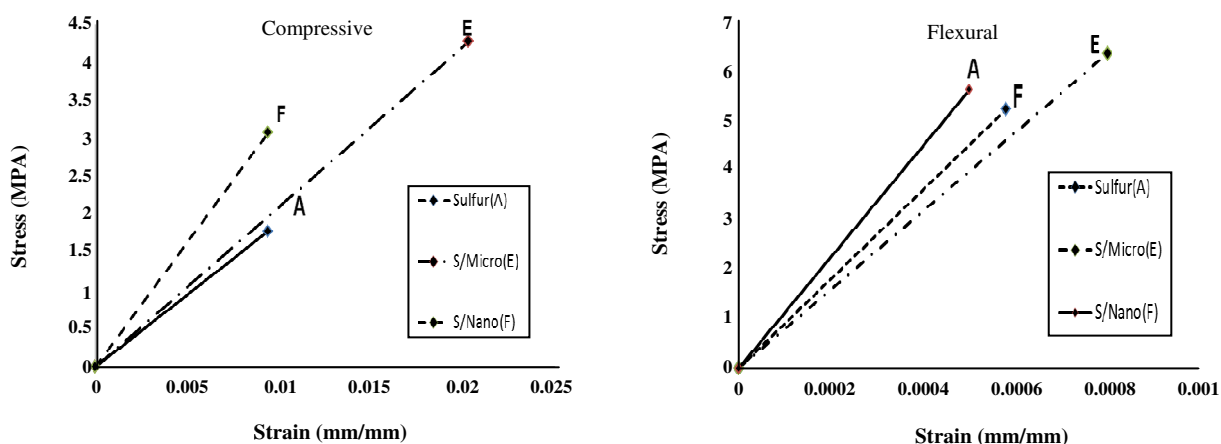 Compressive
4.5
4
3.5
3
2.5
2
1.5
1
0.5
0
0
0.005
0.01
0.015
0.02
0.025
Stress (MPA)
Strain (mm/mm)
E
F
A
Sulfur(A)
S/Micro(E)
S/Nano(F)
Flexural
7
6
5
4
3
2
1
0
0
0.0002
0.0004
0.0006
0.0008
0.001
Stress (MPA)
Strain (mm/mm)
A
F
E
Sulfur(A)
S/Micro(E)
S/Nano(F)